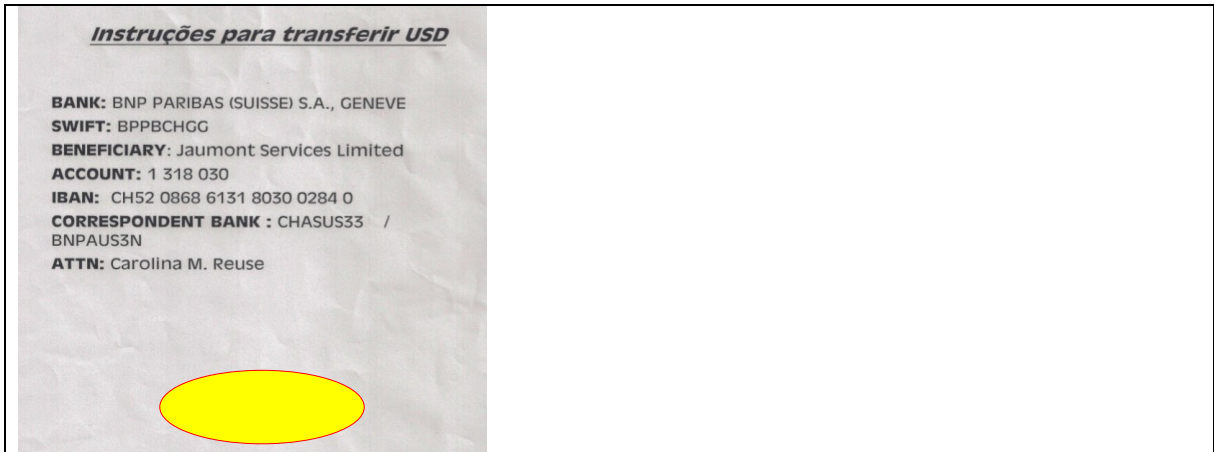 Instruções para transferir USD
BANK: BNP PARIBAS (SUISSE) S.A., GENEVE
SWIFT: BPPBCHGG
BENEFICIARY: Jaumont Services Limited
ACCOUNT: 1 318 030
IBAN: CH52 0868 6131 8030 0284 0
CORRESPONDENT BANK : CHASUS33 /
BNPAUS3N
ATTN: Carolina M. Reuse